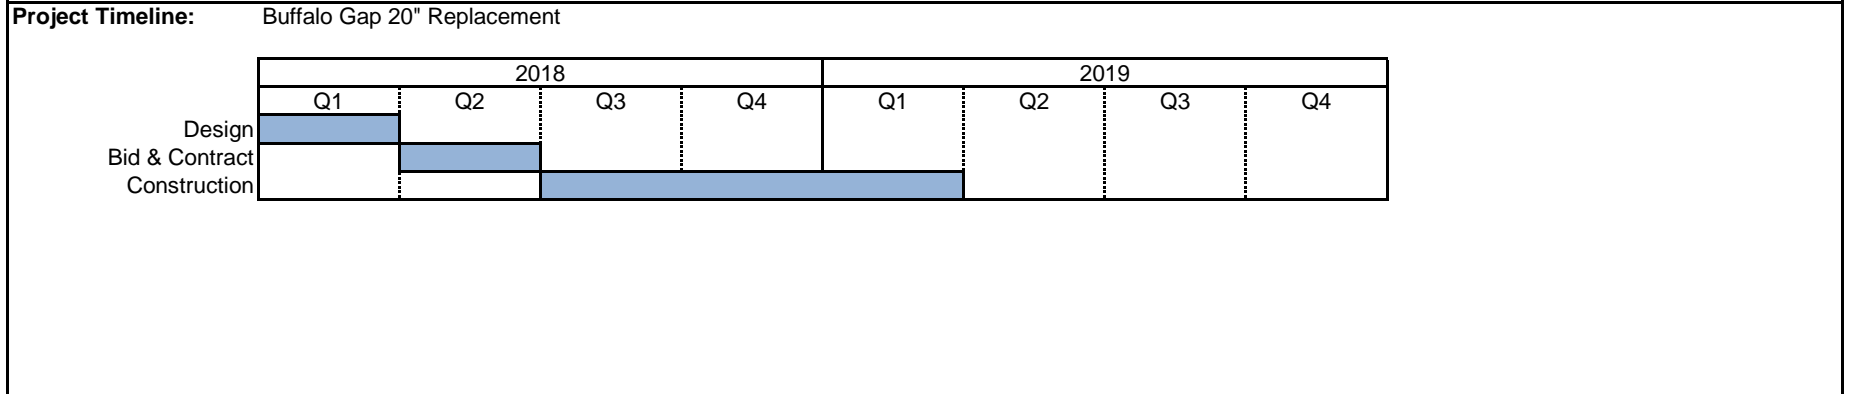 Project Timeline: Buffalo Gap 20" Replacement
2018 2019
Q1 Q2 Q3 Q4 Q1 Q2 Q3 Q4
Design
Bid & Contract
Construction